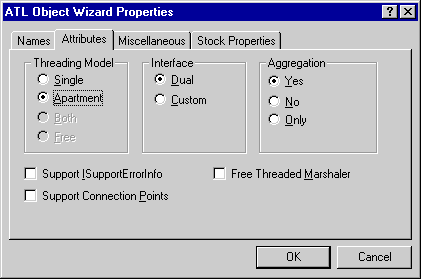 ATL Object Wizard Properties
Names Attributes Miscellaneous Stock Properties
Threading Model Interface Aggregation
Single Dual Yes
Apartment Custom No
Both Only
Free
Support ISupportErrorInfo Free Threaded Marshaler
Support Connection Points
OK Cancel